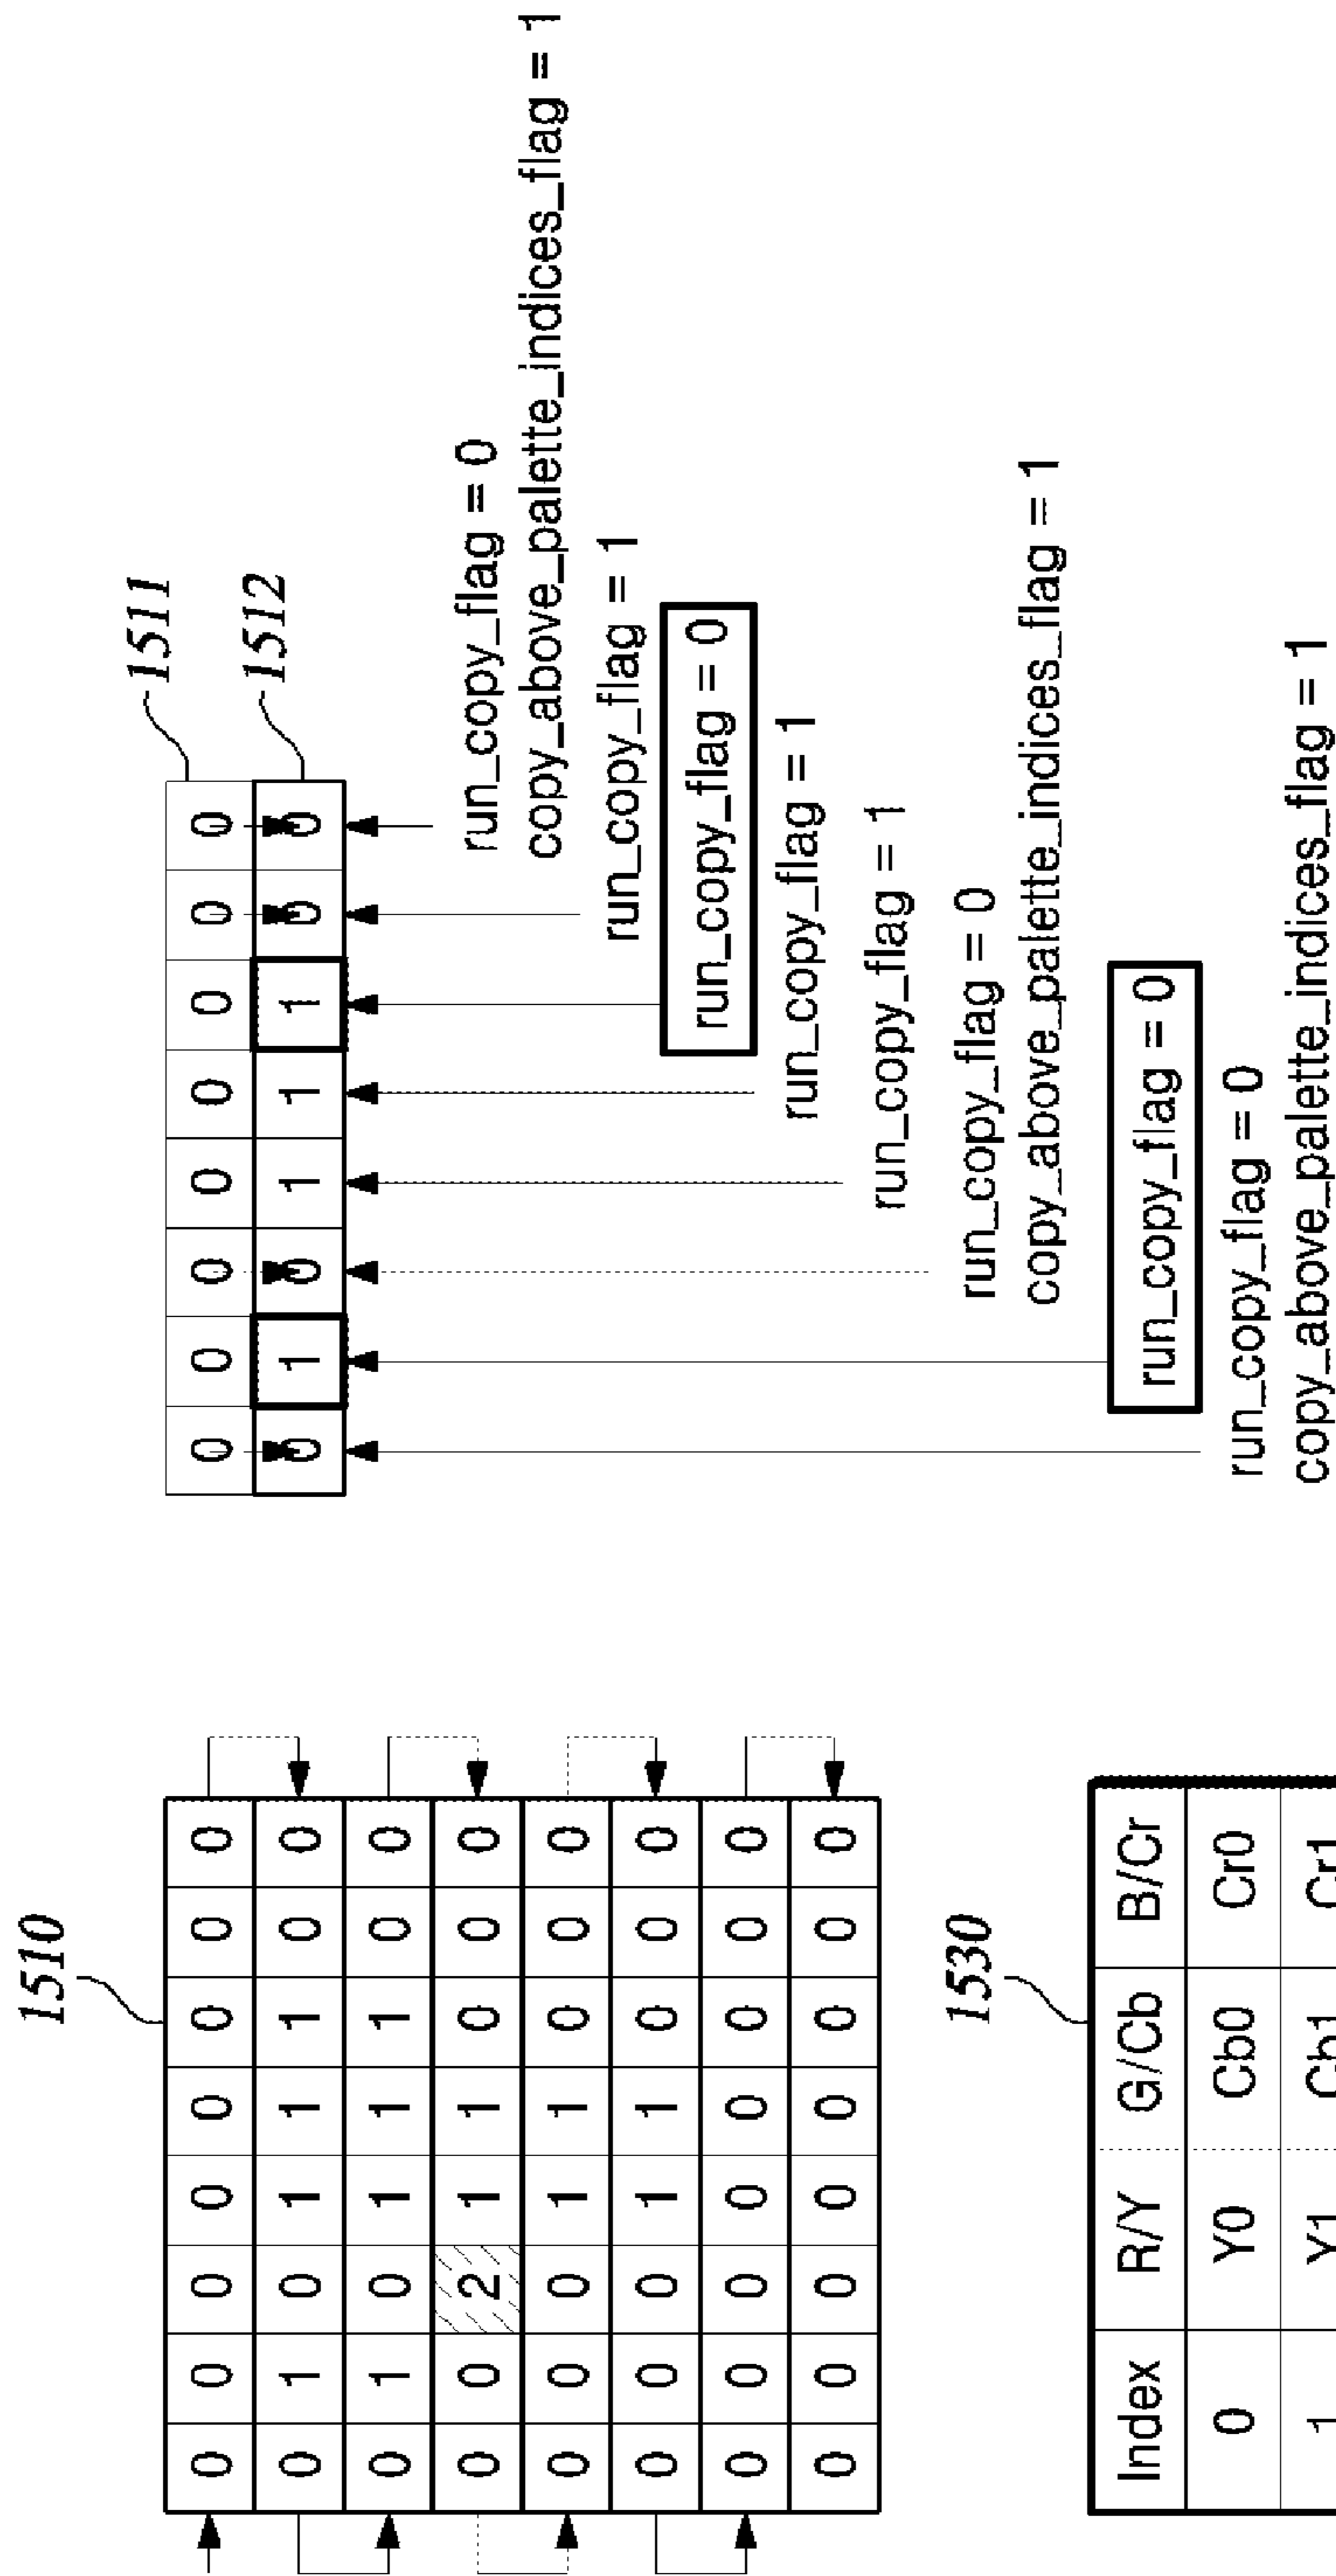 1510
0 0 0 0 0 0 0 0
0 1 0 1 1 1 0 0
0 1 0 1 1 1 0 0
0 0 2 1 1 0 0 0
0 0 0 1 1 0 0 0
0 0 0 1 1 0 0 0
0 0 0 0 0 0 0 0
0 0 0 0 0 0 0 0
1530
Index R/Y G/Cb B/Cr
0 Y0 Cb0 Cr0
1 Y1 Cb1 Cr1
1511
0 0 0 0 0 0 0 0
1512
0 1 0 1 1 1 0 0
run_copy_flag = 0
copy_above_palette_indices_flag = 1
run_copy_flag = 1
run_copy_flag = 0
run_copy_flag = 1
run_copy_flag = 1
run_copy_flag = 0
copy_above_palette_indices_flag = 1
run_copy_flag = 0
run_copy_flag = 0
copy_above_palette_indices_flag = 1